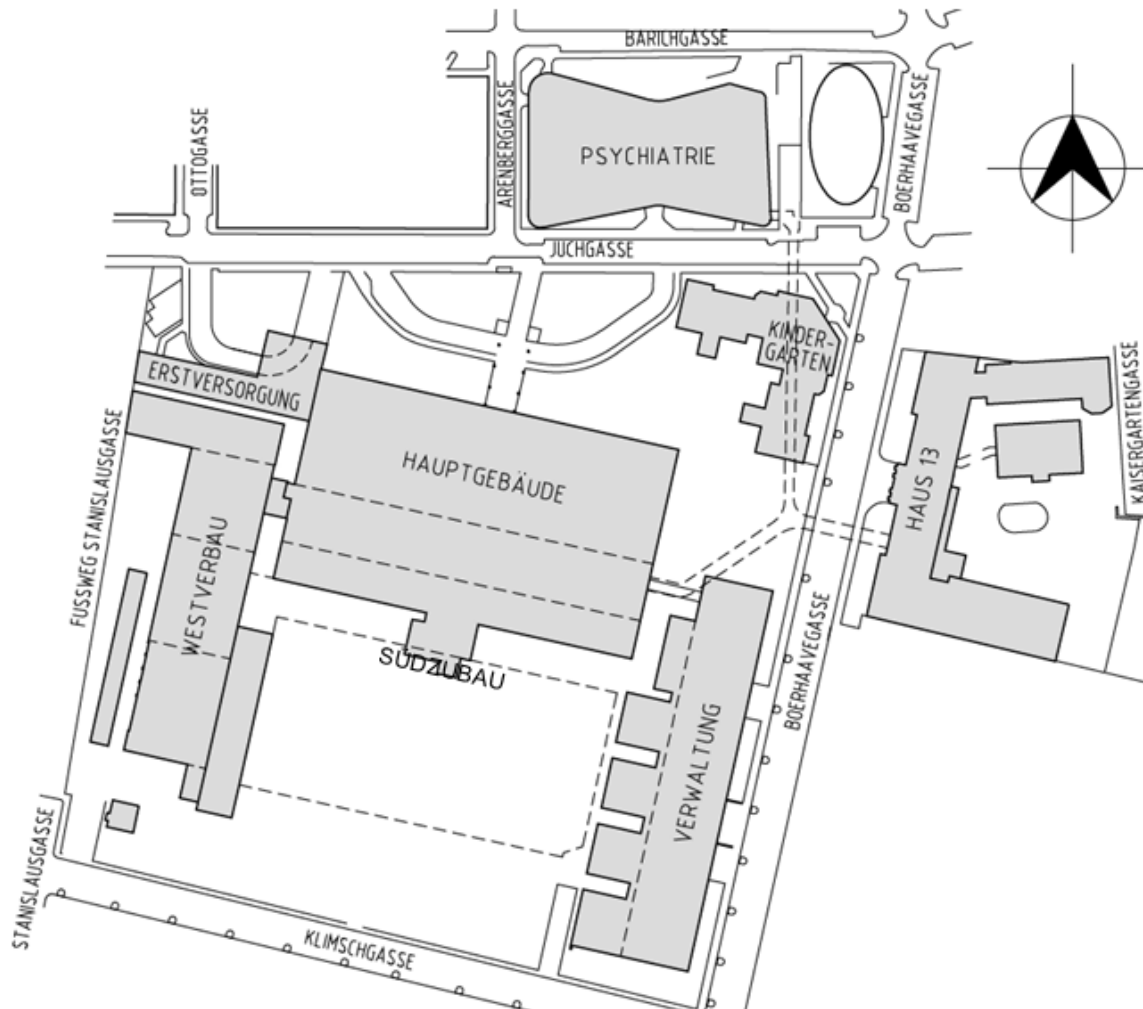 BARICHGASSE
OTTOGASSE
ARENBERGGASSE
PSYCHIATRIE
BOERHAAVEGASSE
JUCHGASSE
KINDER-
GARTEN
ERSTVERSORGUNG
HAUPTGEBÄUDE
HAUS 13
KAISERGARTENGASSE
FUSSWEG STANISLAUSGASSE
WESTVERBAU
SÜDZUBAU
BOERHAAVEGASSE
VERWALTUNG
STANISLAUSGASSE
KLIMSCHGASSE